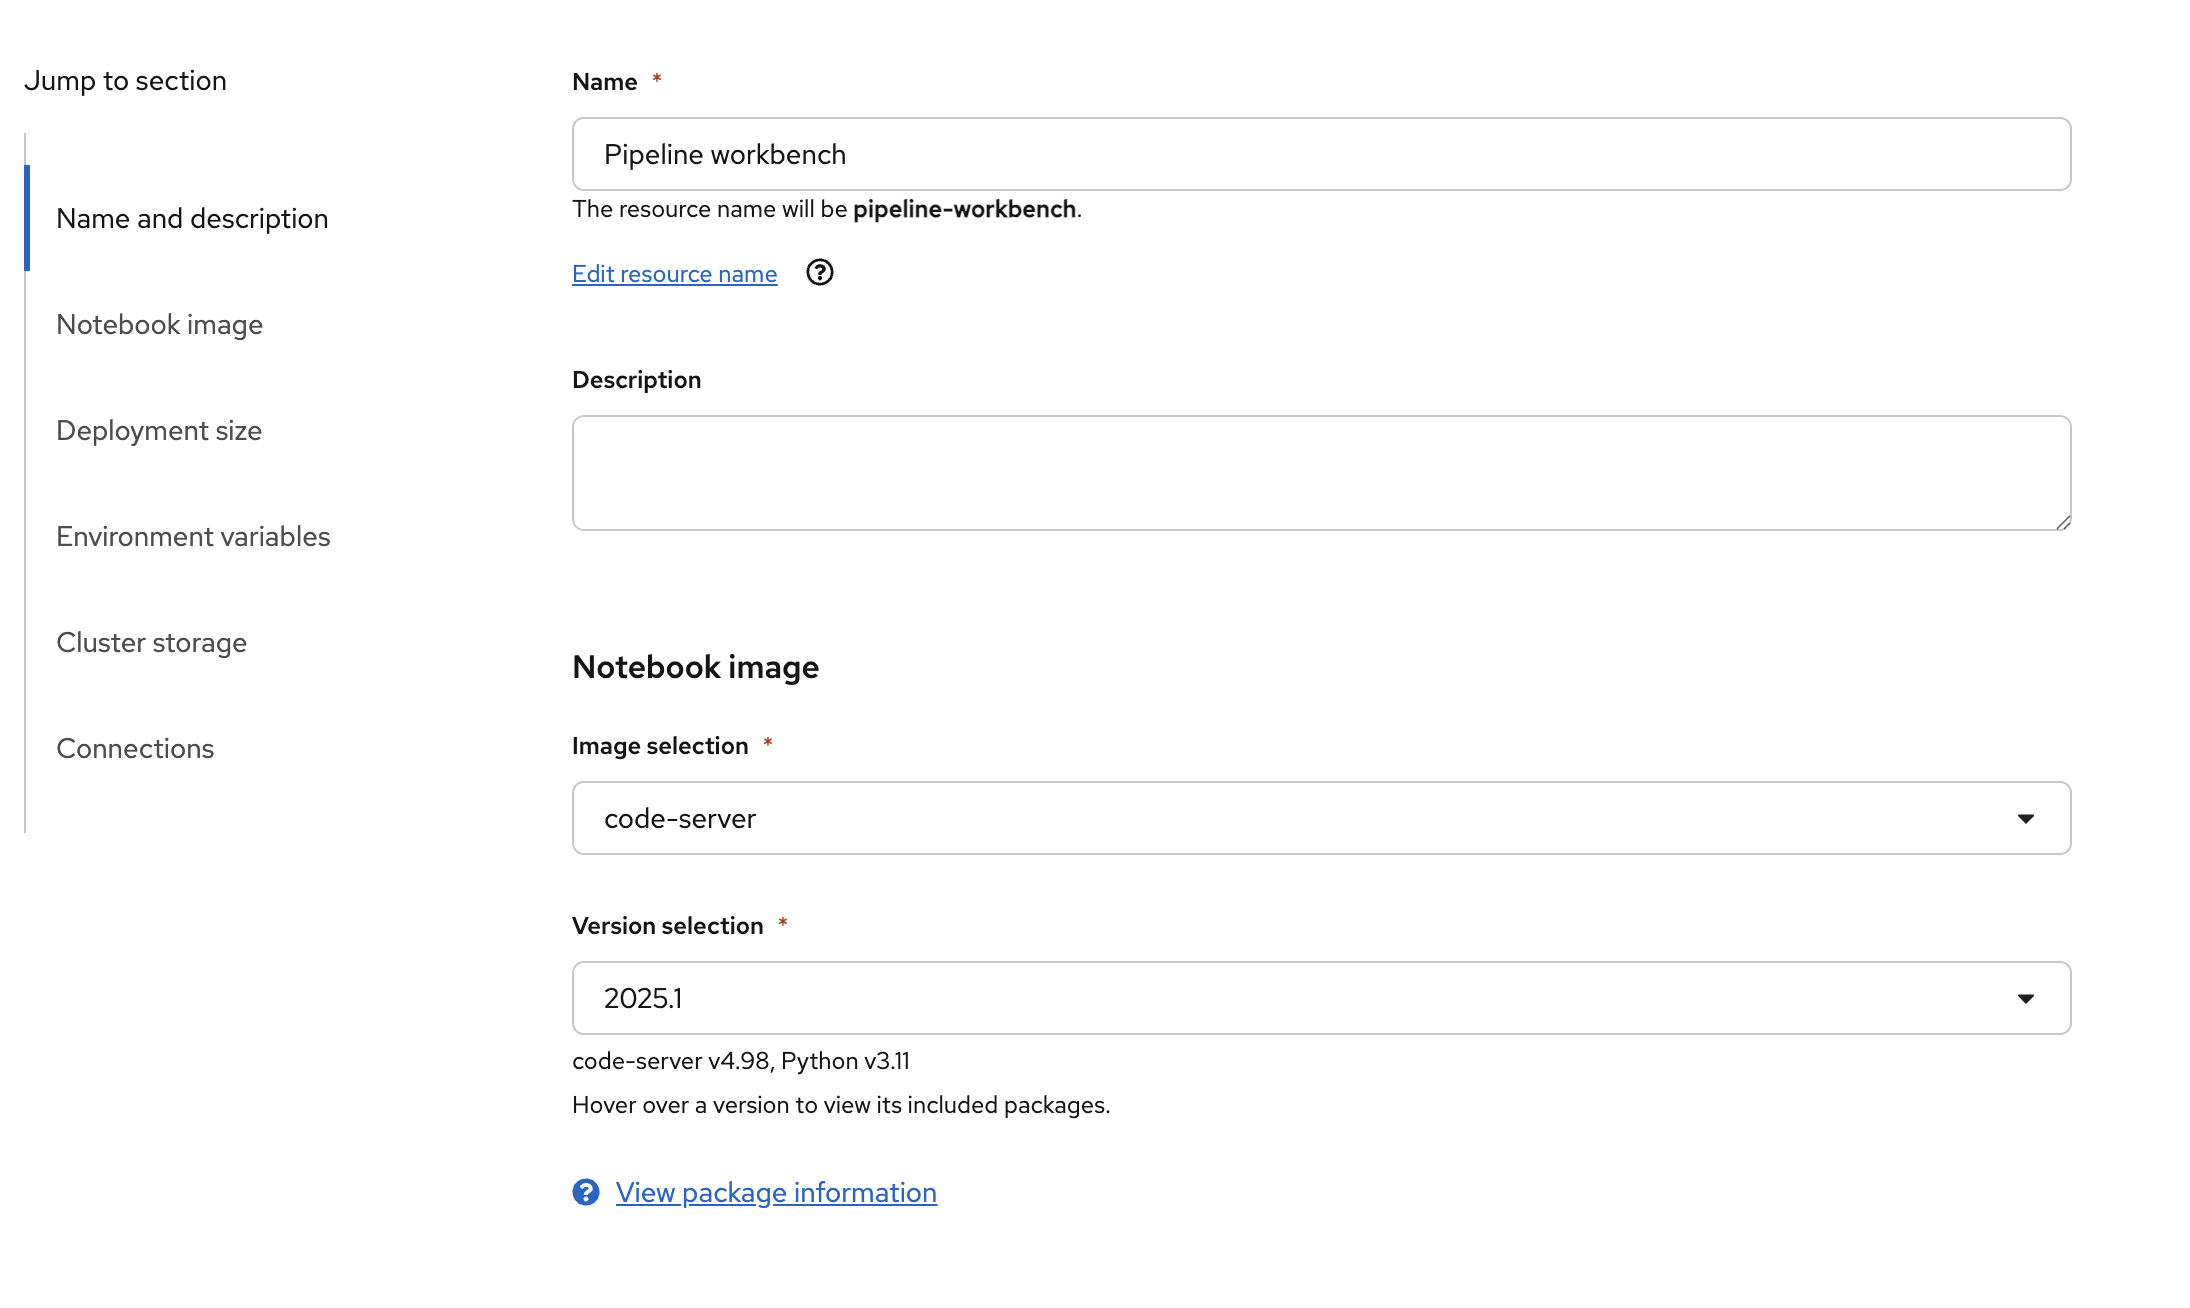 Jump to section
Name and description
Notebook image
Deployment size
Environment variables
Cluster storage
Connections
Name *
Pipeline workbench
The resource name will be pipeline-workbench.
Edit resource name
Description
Notebook image
Image selection *
code-server
Version selection *
2025.1
code-server v4.98, Python v3.11
Hover over a version to view its included packages.
View package information